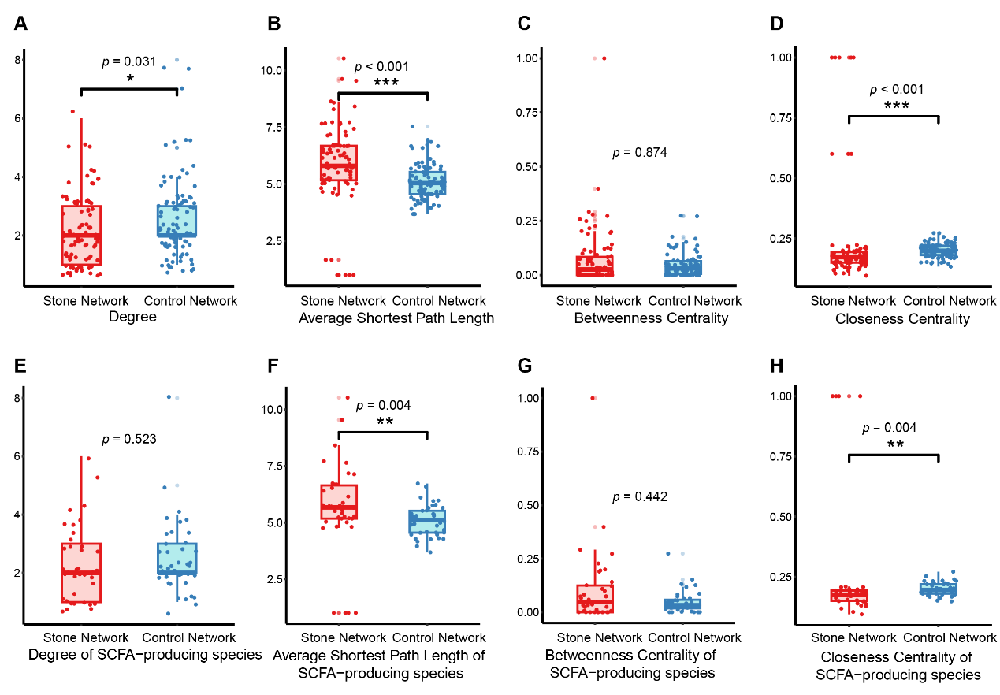 A
8
6
4
2
p = 0.031
*
Stone Network Control Network
Degree
B
10.0
7.5
5.0
2.5
p < 0.001
***
Stone Network Control Network
Average Shortest Path Length
C
1.00
0.75
0.50
0.25
0.00
p = 0.874
Stone Network Control Network
Betweenness Centrality
D
1.00
0.75
0.50
0.25
p < 0.001
***
Stone Network Control Network
Closeness Centrality
E
8
6
4
2
p = 0.523
Stone Network Control Network
Degree of SCFA−producing species
F
10.0
7.5
5.0
2.5
p = 0.004
**
Stone Network Control Network
Average Shortest Path Length of
SCFA−producing species
G
1.00
0.75
0.50
0.25
0.00
p = 0.442
Stone Network Control Network
Betweenness Centrality of
SCFA−producing species
H
1.00
0.75
0.50
0.25
p = 0.004
**
Stone Network Control Network
Closeness Centrality of
SCFA−producing species